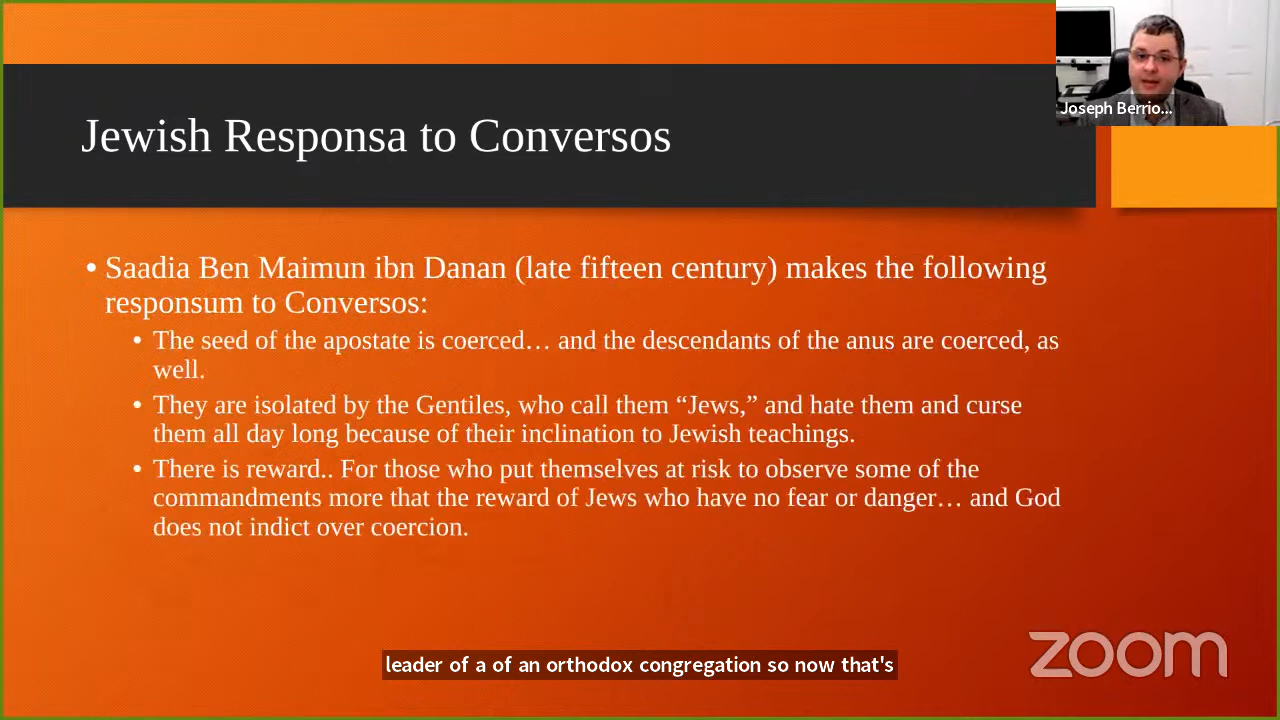 Joseph Berrio...
Jewish Responsa to Conversos
• Saadia Ben Maimun ibn Danan (late fifteen century) makes the following
responsum to Conversos:
• The seed of the apostate is coerced… and the descendants of the anus are coerced, as
well.
• They are isolated by the Gentiles, who call them “Jews,” and hate them and curse
them all day long because of their inclination to Jewish teachings.
• There is reward.. For those who put themselves at risk to observe some of the
commandments more that the reward of Jews who have no fear or danger… and God
does not indict over coercion.
leader of a of an orthodox congregation so now that's
zoom